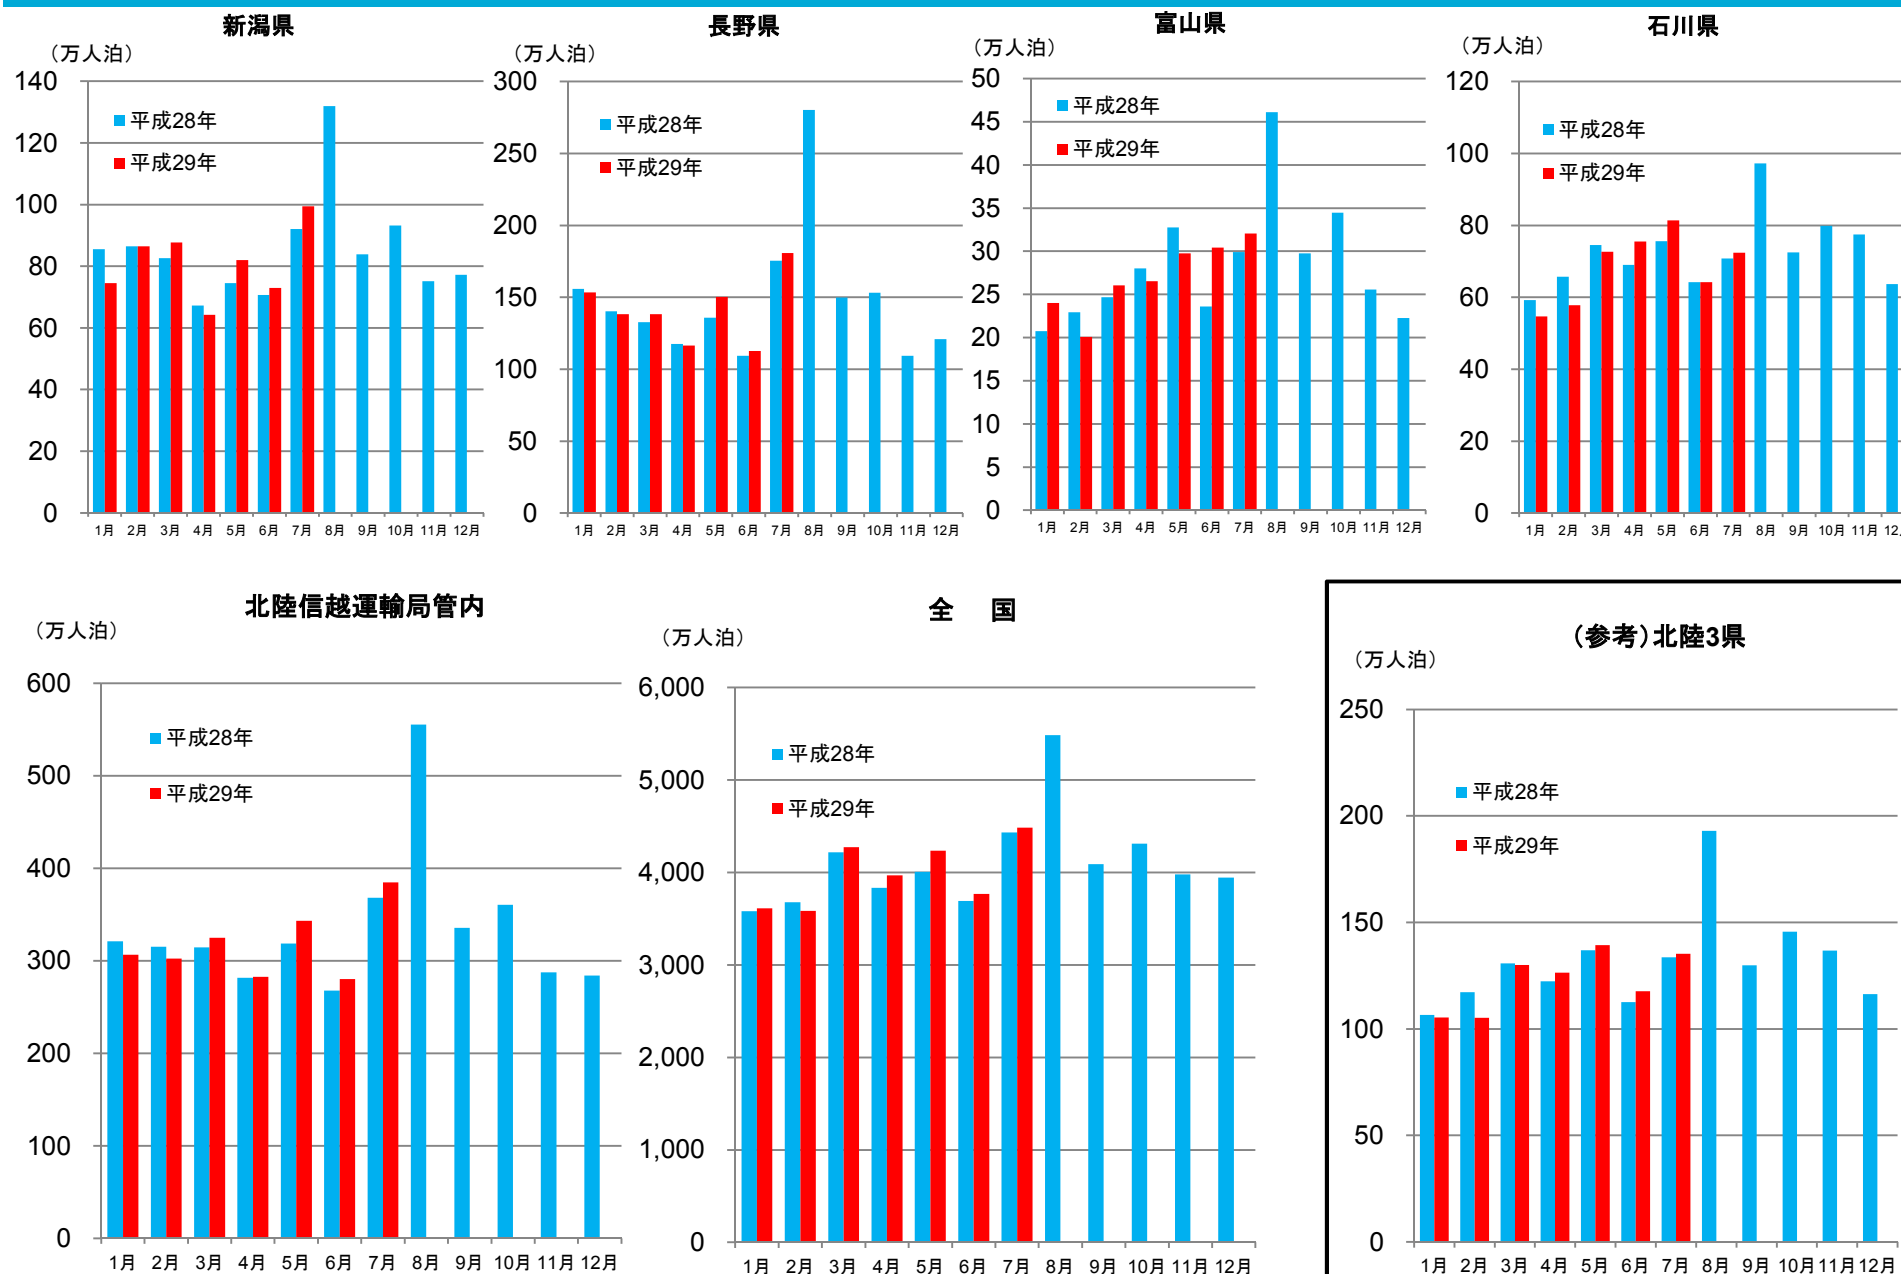 新潟県
（万人泊）
140
120
100
80
60
40
20
0
平成28年
平成29年
1月 2月 3月 4月 5月 6月 7月 8月 9月 10月 11月 12月
長野県
（万人泊）
300
250
200
150
100
50
0
平成28年
平成29年
1月 2月 3月 4月 5月 6月 7月 8月 9月 10月 11月 12月
富山県
（万人泊）
50
45
40
35
30
25
20
15
10
5
0
平成28年
平成29年
1月 2月 3月 4月 5月 6月 7月 8月 9月 10月 11月 12月
石川県
（万人泊）
120
100
80
60
40
20
0
平成28年
平成29年
1月 2月 3月 4月 5月 6月 7月 8月 9月 10月 11月 12月
北陸信越運輸局管内
（万人泊）
600
500
400
300
200
100
0
平成28年
平成29年
1月 2月 3月 4月 5月 6月 7月 8月 9月 10月 11月 12月
全 国
（万人泊）
6,000
5,000
4,000
3,000
2,000
1,000
0
平成28年
平成29年
1月 2月 3月 4月 5月 6月 7月 8月 9月 10月 11月 12月
（参考）北陸3県
（万人泊）
250
200
150
100
50
0
平成28年
平成29年
1月 2月 3月 4月 5月 6月 7月 8月 9月 10月 11月 12月